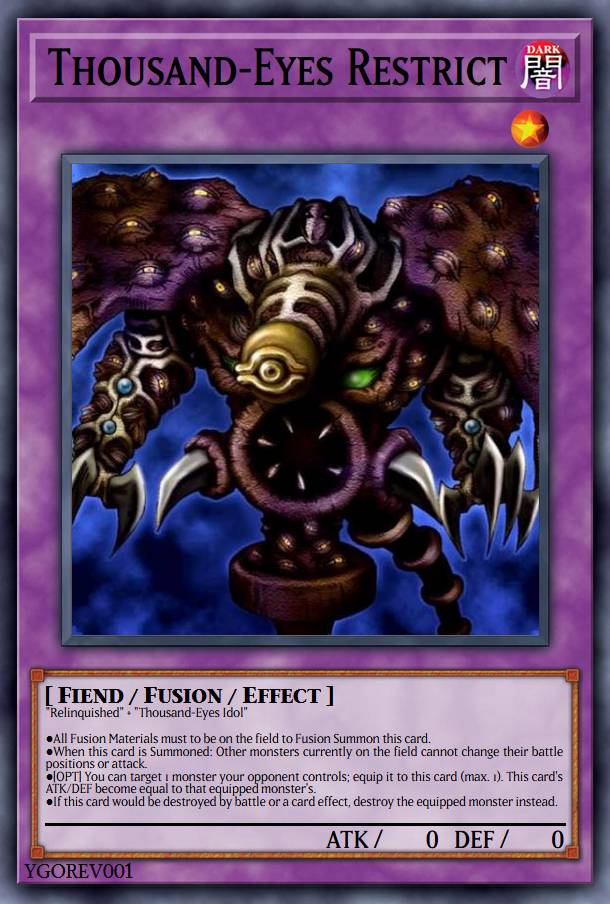 Thousand-Eyes Restrict
DARK
闇
[ Fiend / Fusion / Effect ]
"Relinquished" + "Thousand-Eyes Idol"
●All Fusion Materials must to be on the field to Fusion Summon this card.
●When this card is Summoned: Other monsters currently on the field cannot change their battle
positions or attack.
●[OPT] You can target 1 monster your opponent controls; equip it to this card (max. 1). This card's
ATK/DEF become equal to that equipped monster's.
●If this card would be destroyed by battle or a card effect, destroy the equipped monster instead.
ATK / 0 DEF / 0
YGOREV001